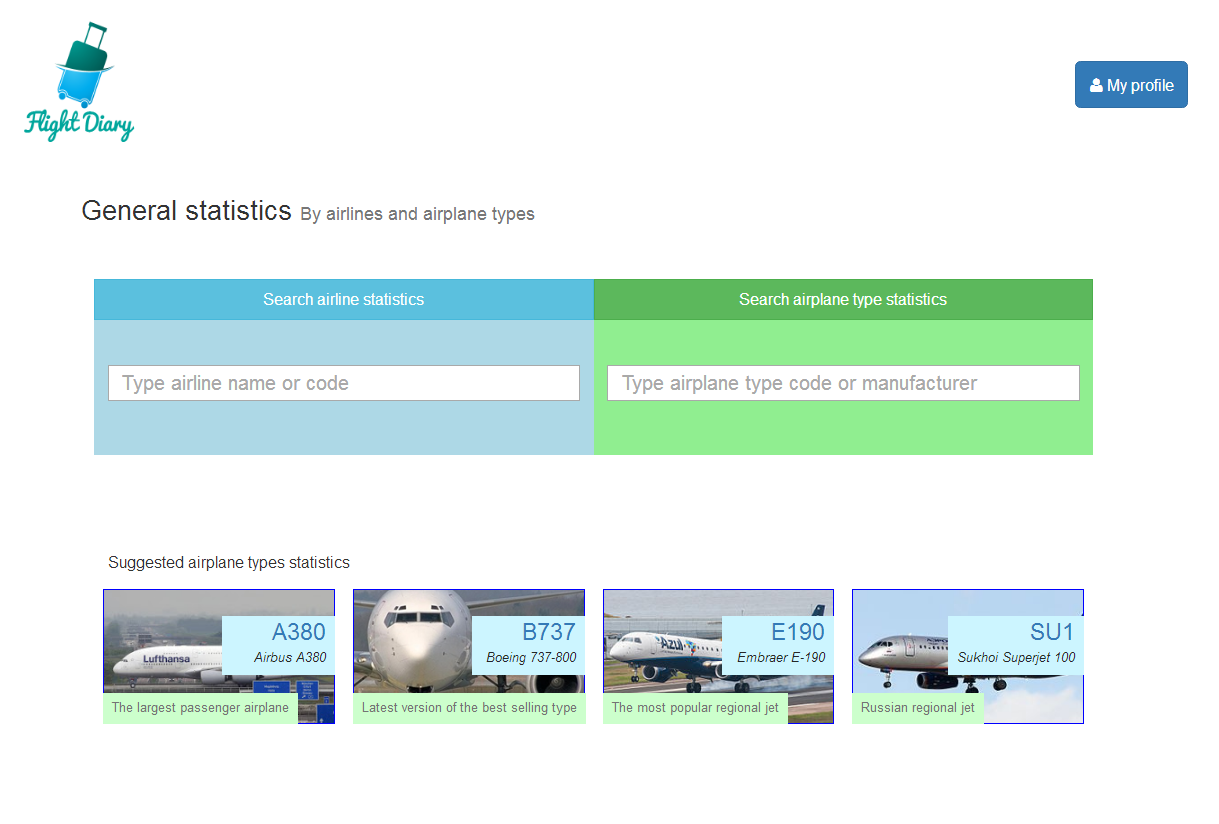 Flight Diary
My profile
General statistics By airlines and airplane types
Search airline statistics
Search airplane type statistics
Type airline name or code
Type airplane type code or manufacturer
Suggested airplane types statistics
Lufthansa
A380
Airbus A380
The largest passenger airplane
B737
Boeing 737-800
Latest version of the best selling type
Azul
E190
Embraer E-190
The most popular regional jet
SU1
Sukhoi Superjet 100
Russian regional jet